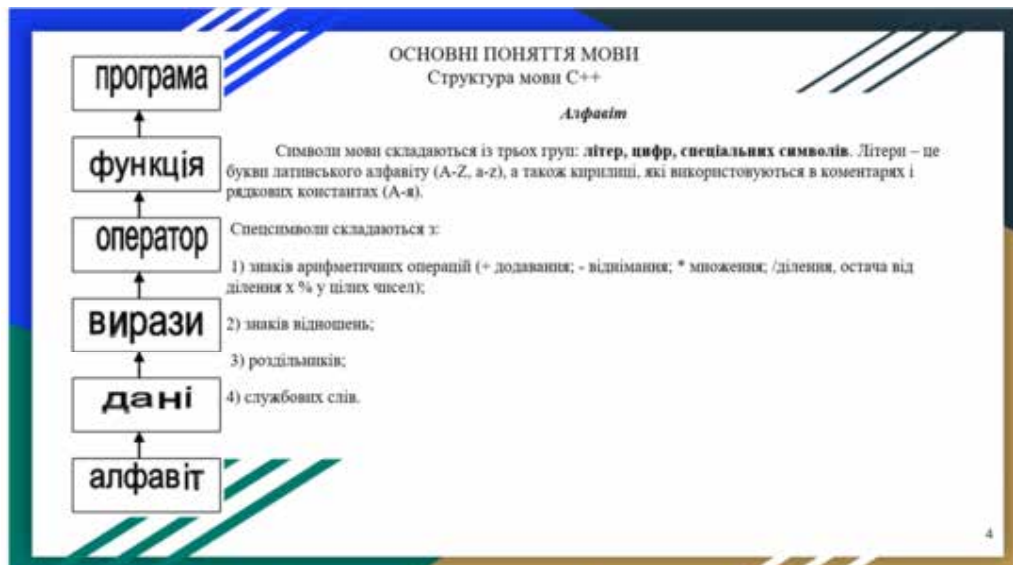 програма
функція
оператор
вирази
дані
алфавіт
ОСНОВНІ ПОНЯТТЯ МОВИ
Структура мови C++
Алфавіт
Символи мови складаються із трьох груп: літер, цифр, спеціальних символів. Літери – це
букви латинського алфавіту (A-Z, a-z), а також кирилиці, які використовуються в коментарях і
рядкових константах (А-я).
Спецсимволи складаються з:
1) знаків арифметичних операцій (+ додавання; - віднімання; * множення; /ділення, остача від
ділення х % у цілих чисел);
2) знаків відношень;
3) роздільників;
4) службових слів.
4